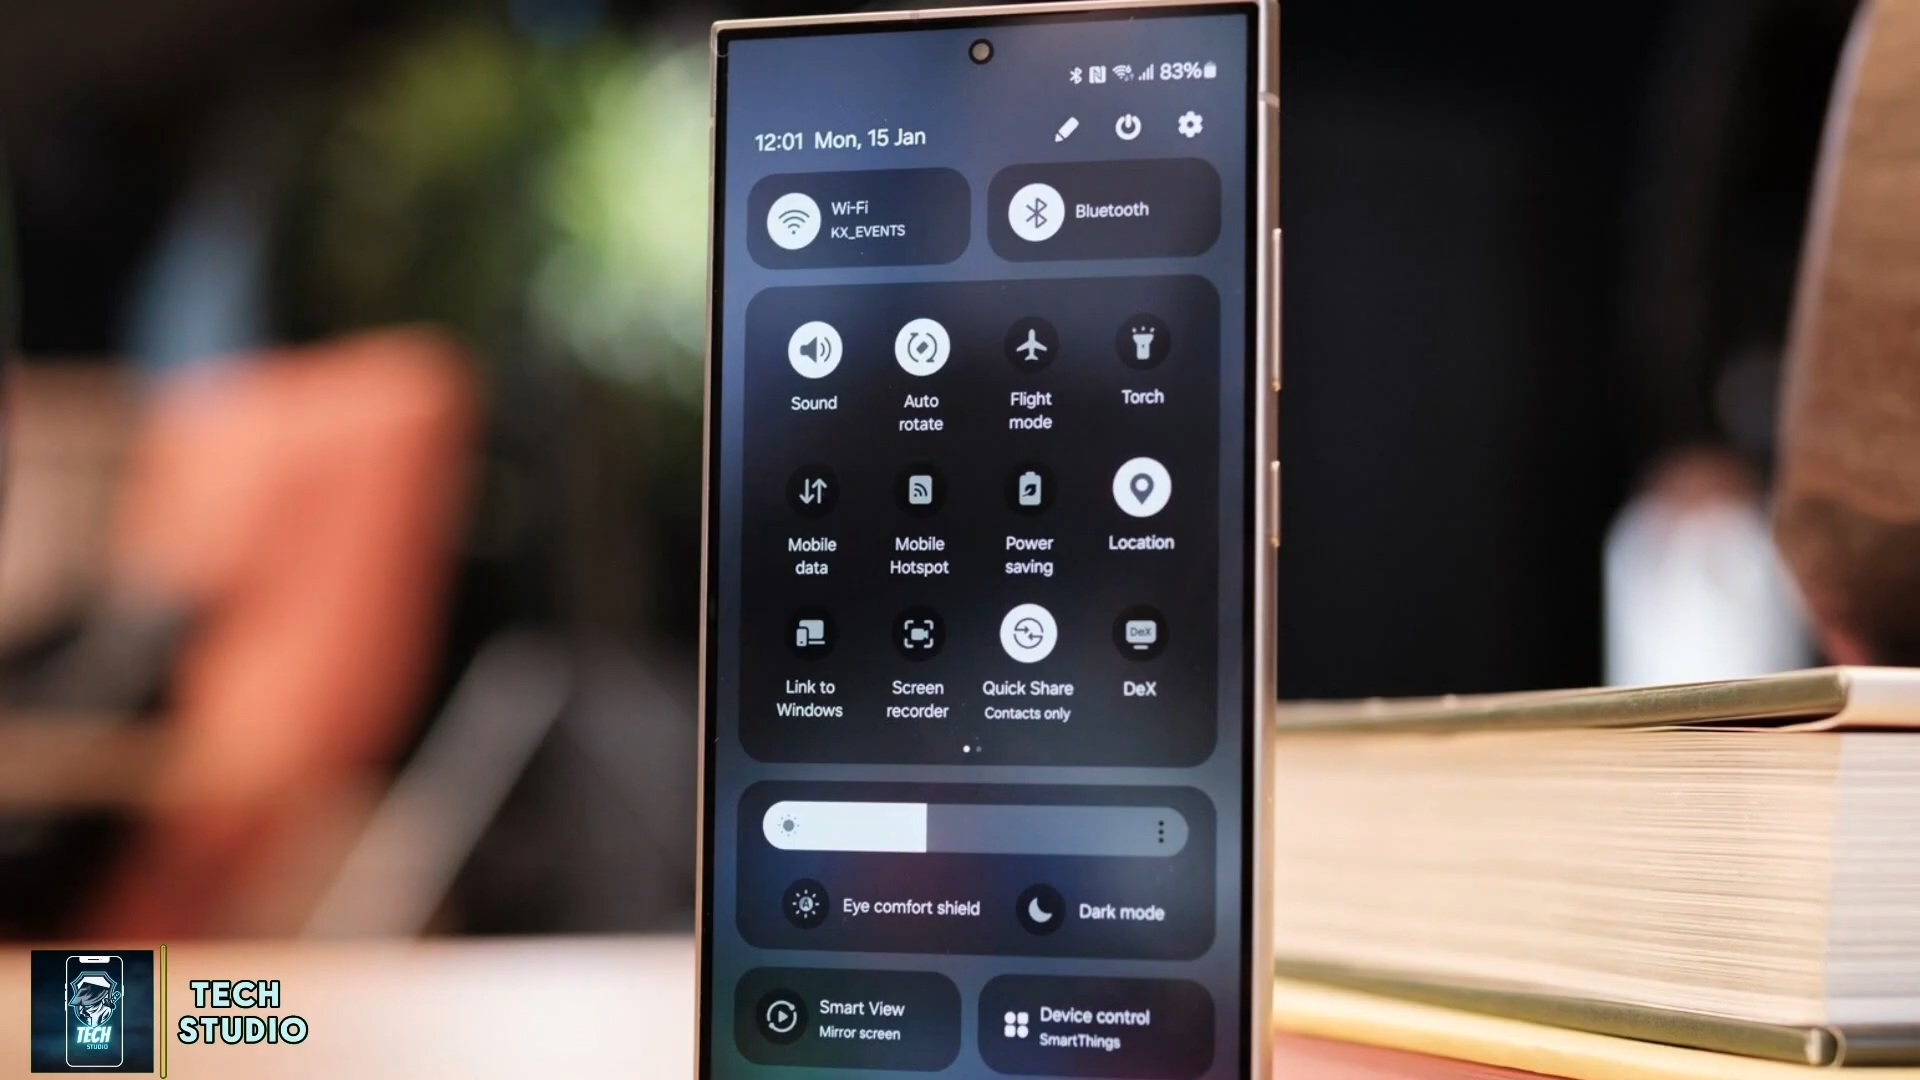 83%
12:01 Mon, 15 Jan
Wi-Fi
KX_EVENTS
Bluetooth
Sound
Auto
rotate
Flight
mode
Torch
Mobile
data
Mobile
Hotspot
Power
saving
Location
Link to
Windows
Screen
recorder
Quick Share
Contacts only
DeX
DeX
A
Eye comfort shield
Dark mode
Smart View
Mirror screen
Device control
SmartThings
TECH
STUDIO
TECH
STUDIO